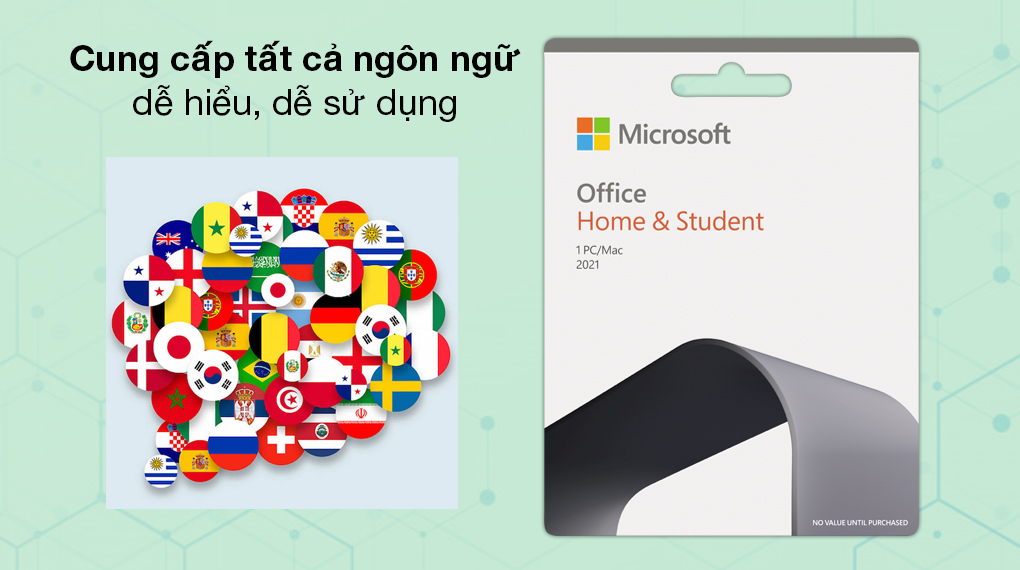 Cung cấp tất cả ngôn ngữ
dễ hiểu, dễ sử dụng
Microsoft
Office
Home & Student
1 PC/Mac
2021
NO VALUE UNTIL PURCHASED